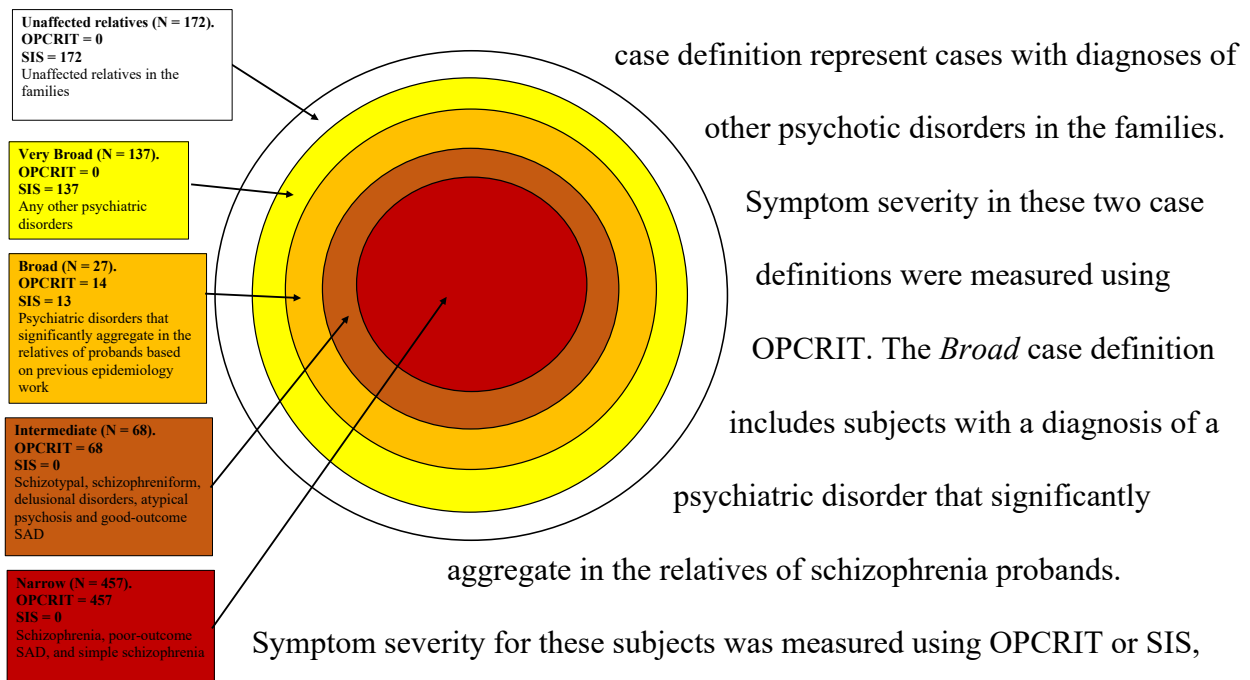 Unaffected relatives (N = 172).
OPCRIT = 0
SIS = 172
Unaffected relatives in the
families
Very Broad (N = 137).
OPCRIT = 0
SIS = 137
Any other psychiatric
disorders
Broad (N = 27).
OPCRIT = 14
SIS = 13
Psychiatric disorders that
significantly aggregate in the
relatives of probands based
on previous epidemiology
work
Intermediate (N = 68).
OPCRIT = 68
SIS = 0
Schizotypal, schizophreniform,
delusional disorders, atypical
psychosis and good-outcome
SAD
Narrow (N = 457).
OPCRIT = 457
SIS = 0
Schizophrenia, poor-outcome
SAD, and simple schizophrenia
case definition represent cases with diagnoses of
other psychotic disorders in the families.
Symptom severity in these two case
definitions were measured using
OPCRIT. The Broad case definition
includes subjects with a diagnosis of a
psychiatric disorder that significantly
aggregate in the relatives of schizophrenia probands.
Symptom severity for these subjects was measured using OPCRIT or SIS,